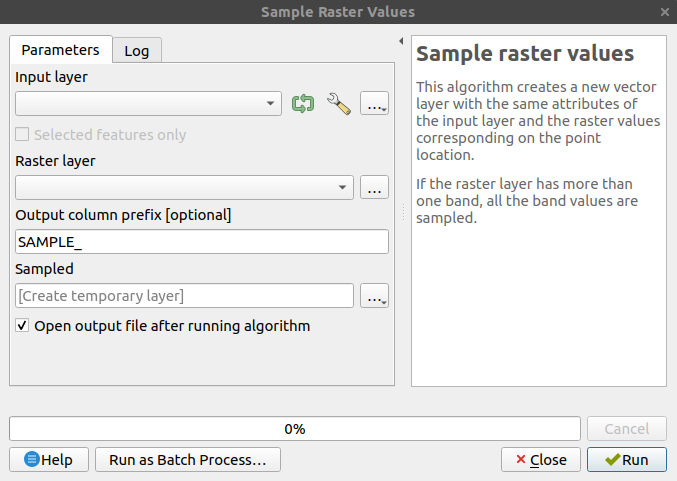 Sample Raster Values
Parameters
Log
Input layer
...
Selected features only
Raster layer
...
Output column prefix [optional]
SAMPLE_
Sampled
[Create temporary layer]
...
Open output file after running algorithm
Sample raster values
This algorithm creates a new vector
layer with the same attributes of
the input layer and the raster values
corresponding on the point
location.
If the raster layer has more than
one band, all the band values are
sampled.
0%
Cancel
Help
Run as Batch Process...
Close
Run